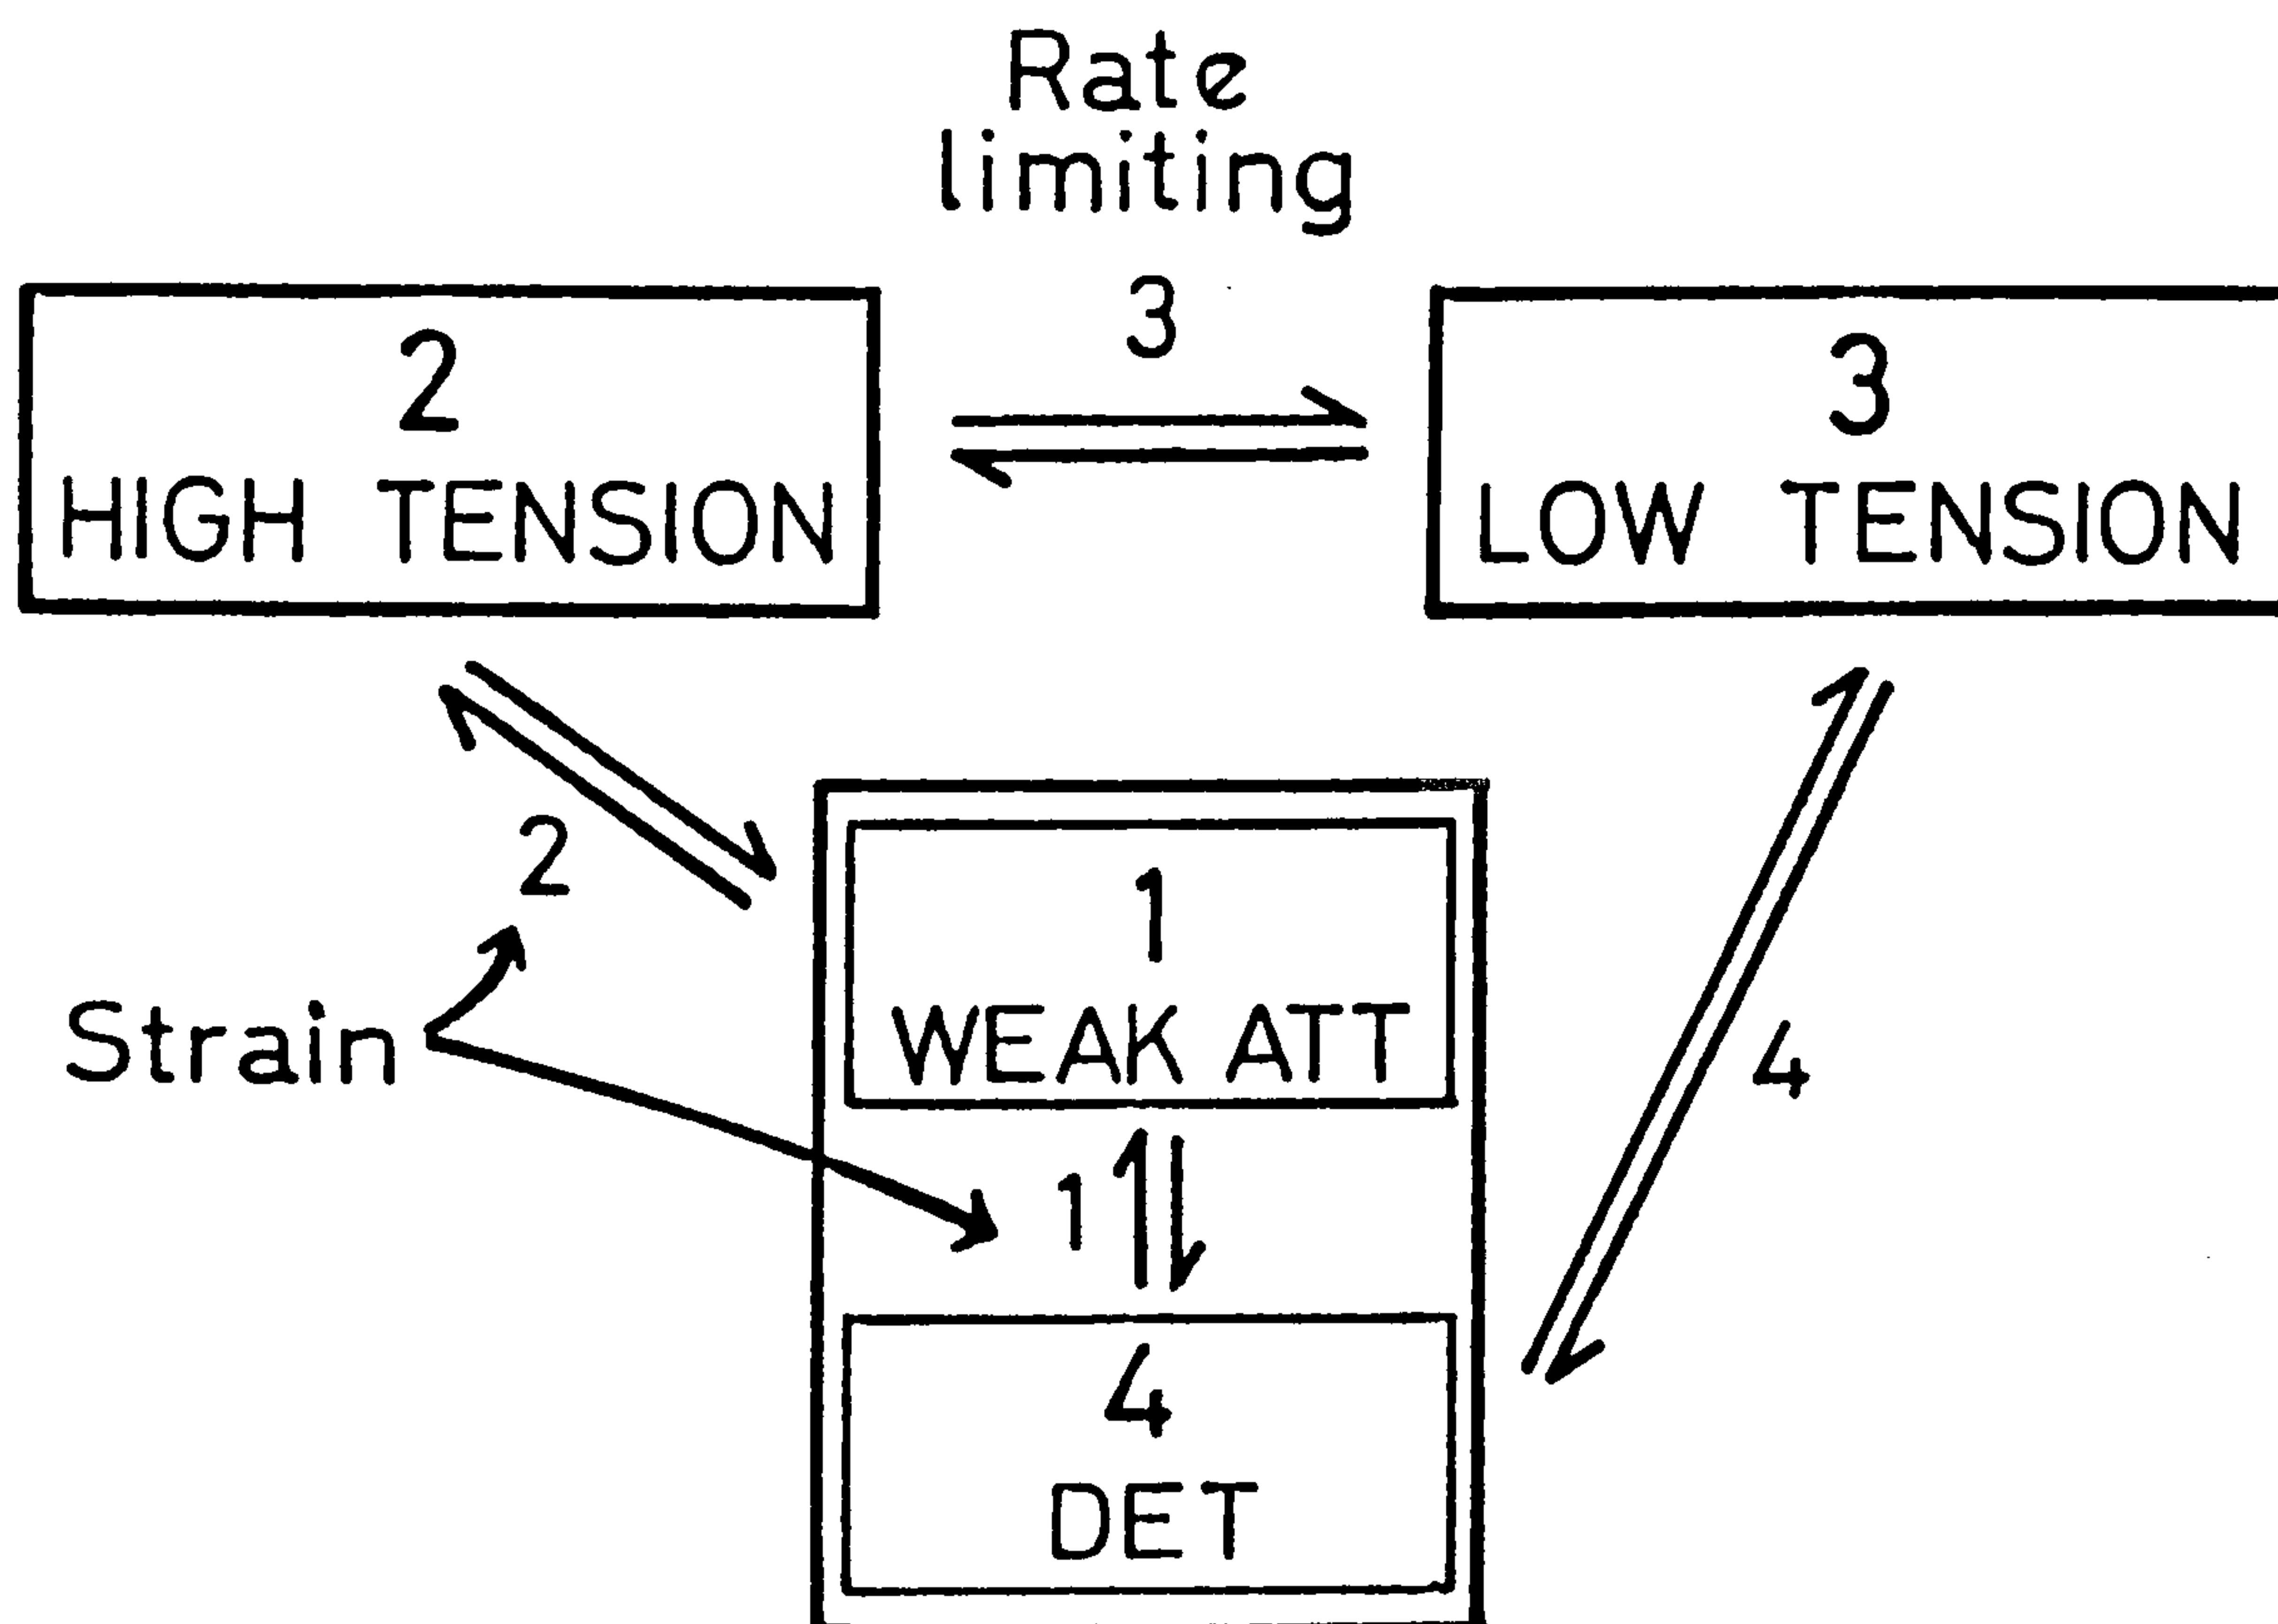 Rate
limiting
3
2
HIGH TENSION
3
LOW TENSION
2
1
WEAK ATT
Strain
4
1
4
DET